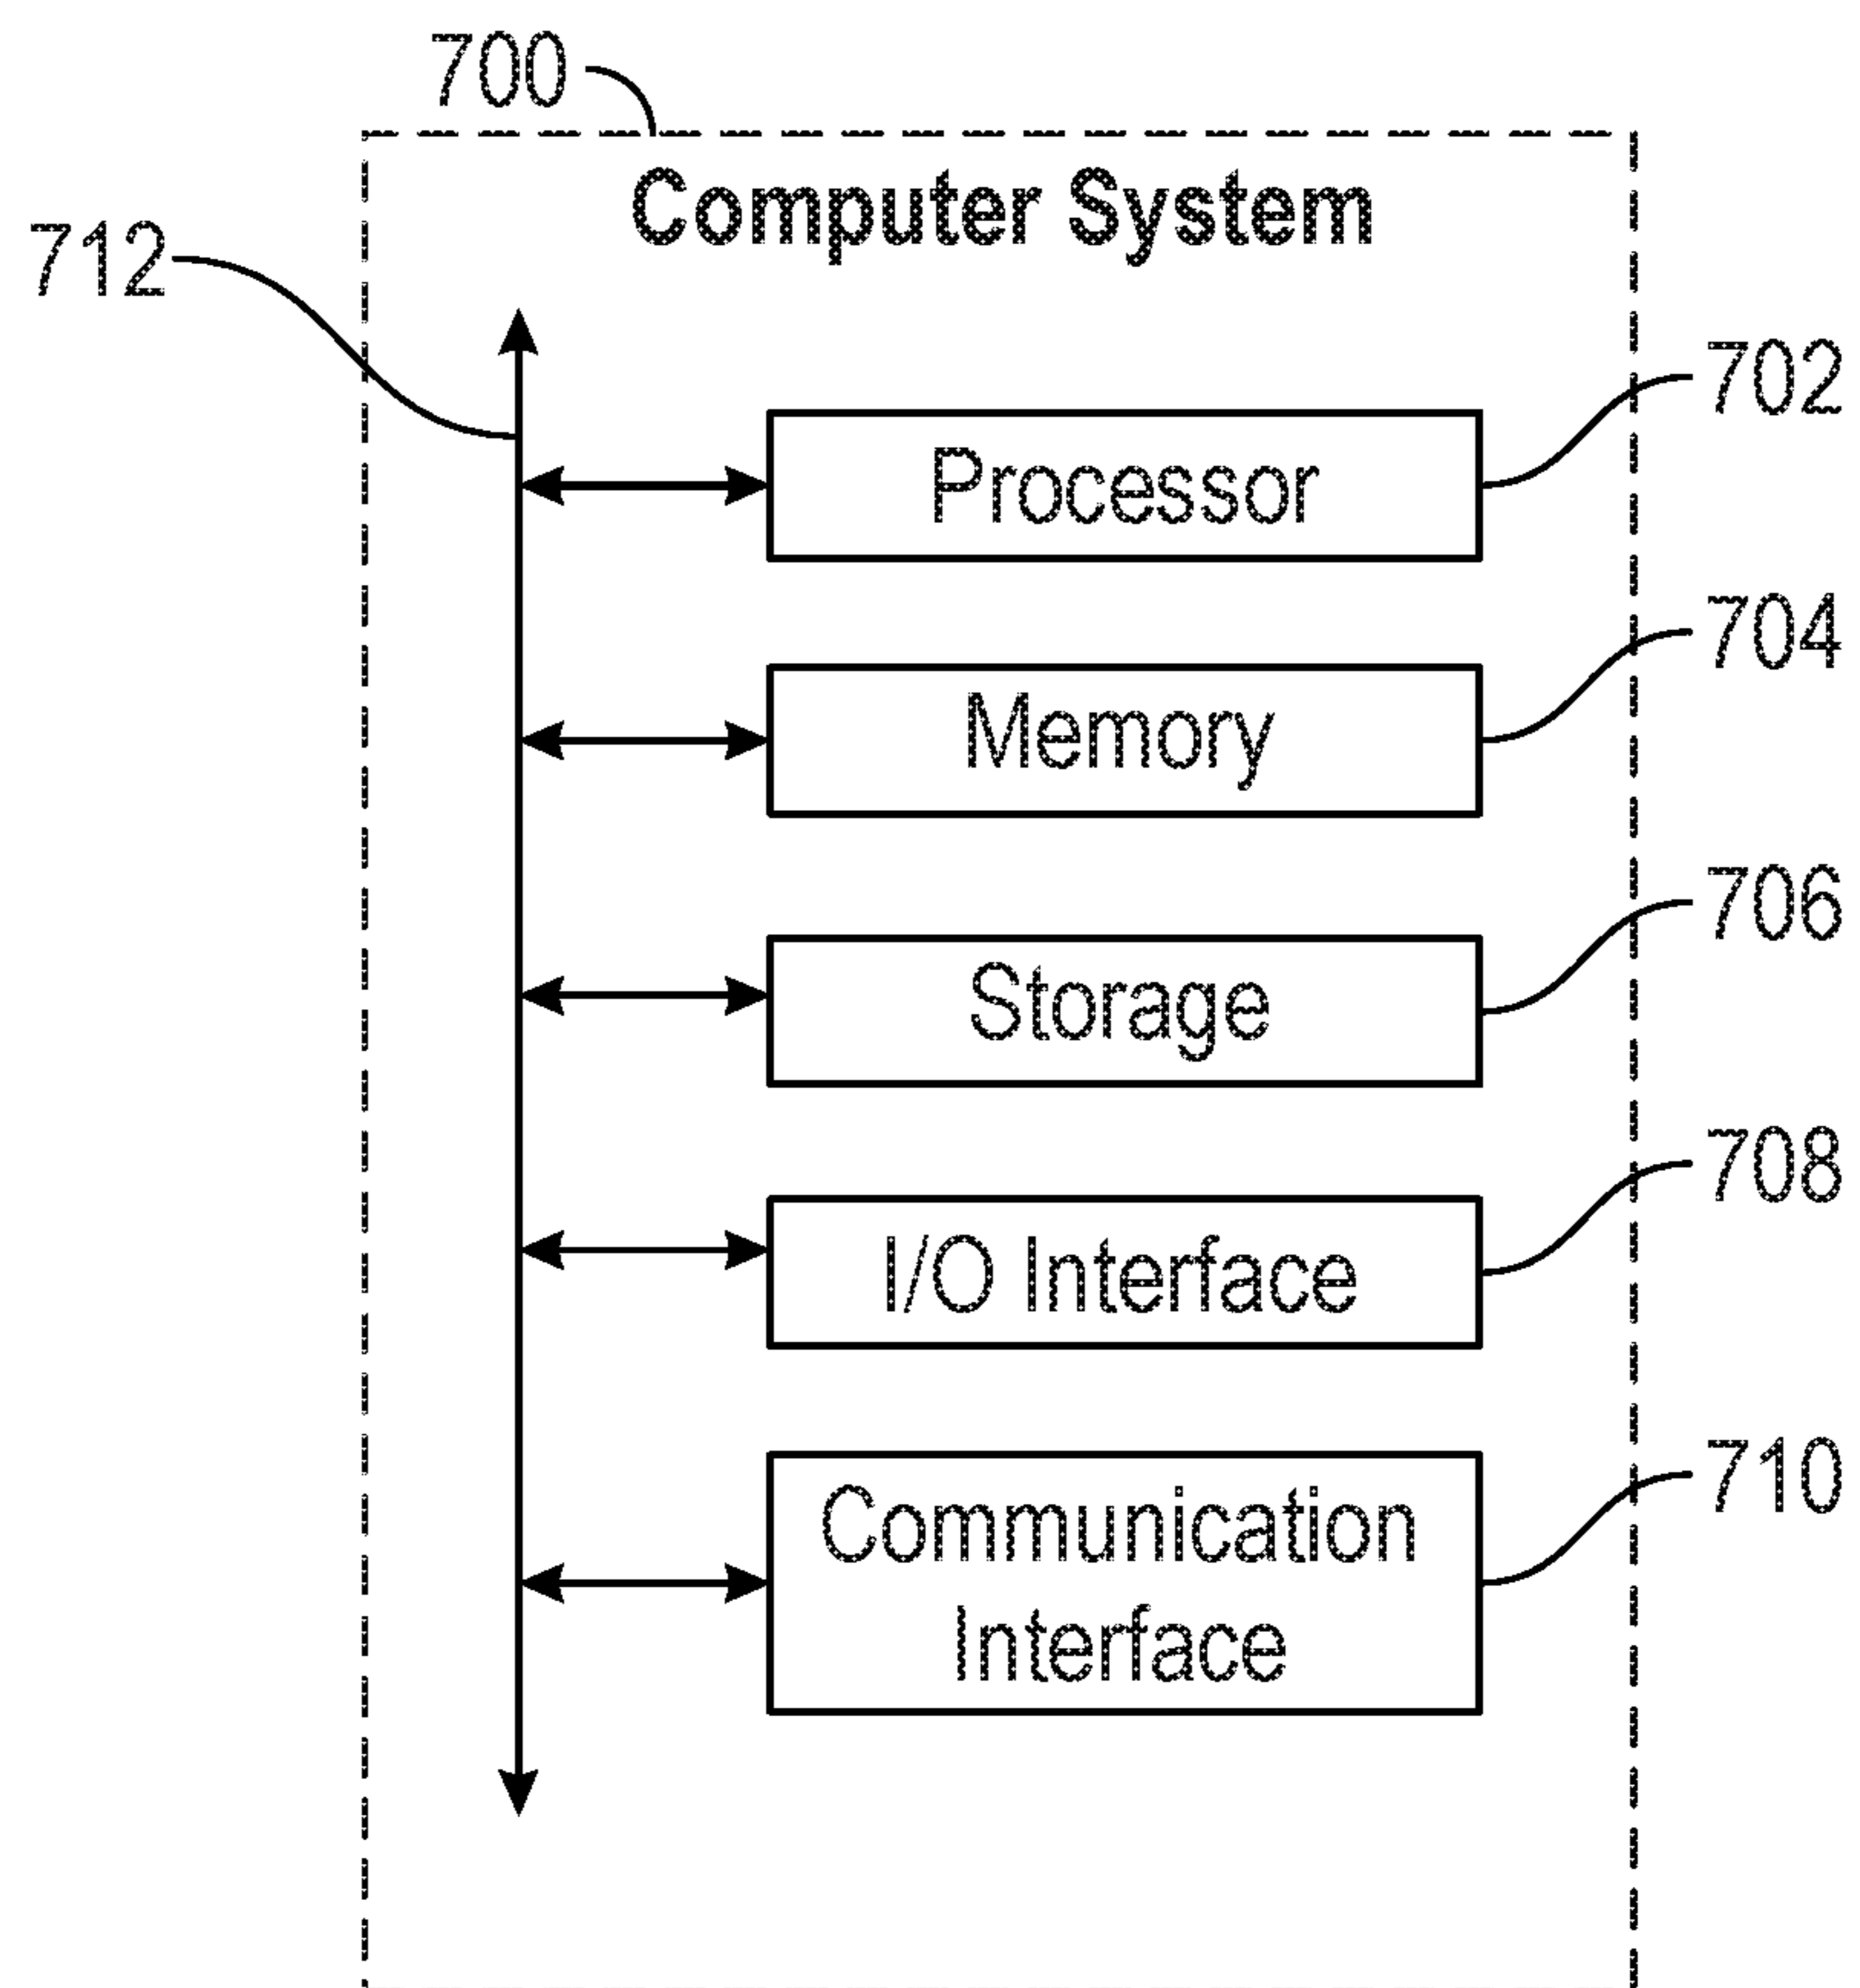 700
Computer System
712
702
Processor
704
Memory
706
Storage
708
I/O Interface
710
Communication
Interface